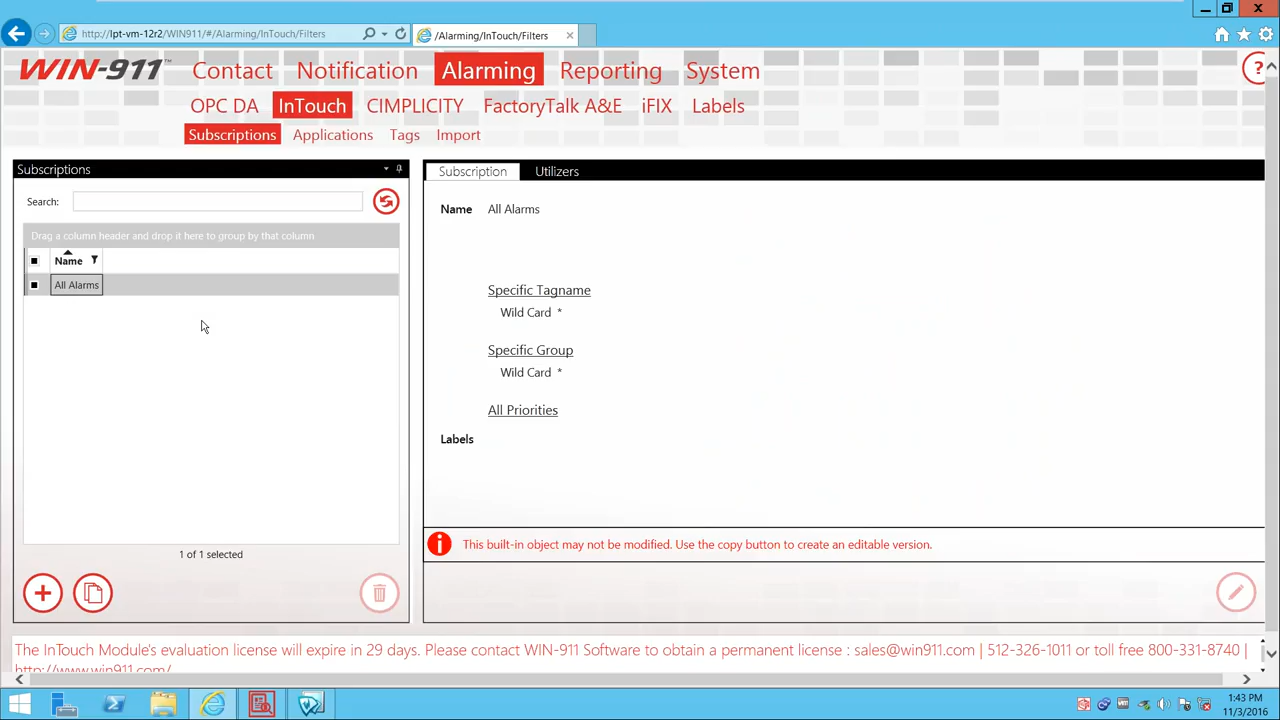 http://lpt-vm-12r2/WIN911/#/Alarming/InTouch/Filters
/Alarming/InTouch/Filters
WIN-911™ Contact Notification Alarming Reporting System ?
OPC DA InTouch CIMPLICITY FactoryTalk A&E iFIX Labels
Subscriptions Applications Tags Import
Subscriptions
Search:
Drag a column header and drop it here to group by that column
Name
All Alarms
1 of 1 selected
Subscription Utilizers
Name All Alarms
Specific Tagname
Wild Card *
Specific Group
Wild Card *
All Priorities
Labels
This built-in object may not be modified. Use the copy button to create an editable version.
The InTouch Module's evaluation license will expire in 29 days. Please contact WIN-911 Software to obtain a permanent license : sales@win911.com | 512-326-1011 or toll free 800-331-8740 |
http://www.win911.com/
1:43 PM
11/3/2016